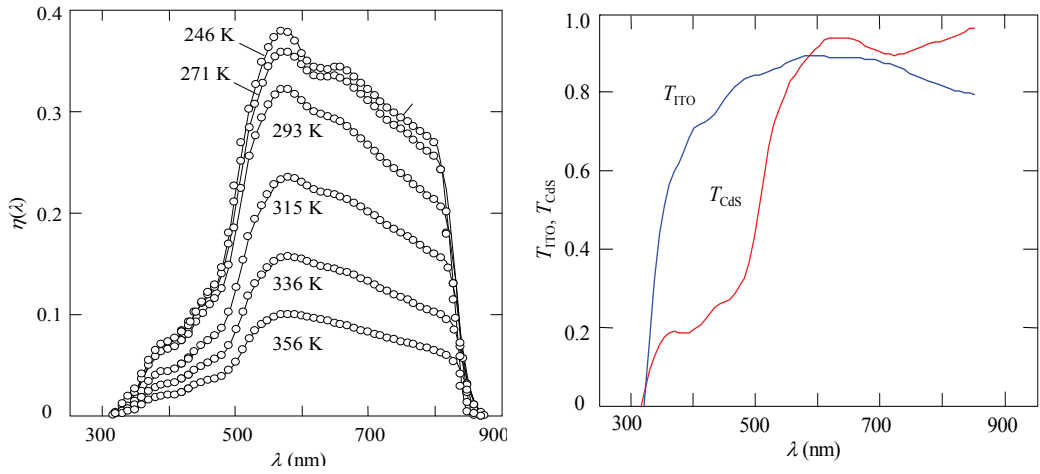 246 K
271 K
293 K
315 K
336 K
356 K
0.4
0.3
0.2
0.1
0
η(λ)
300 500 700 900
λ (nm)
1.0
0.8
0.6
0.4
0.2
0
T_ITO, T_CdS
T_ITO
T_CdS
300 500 700 900
λ (nm)